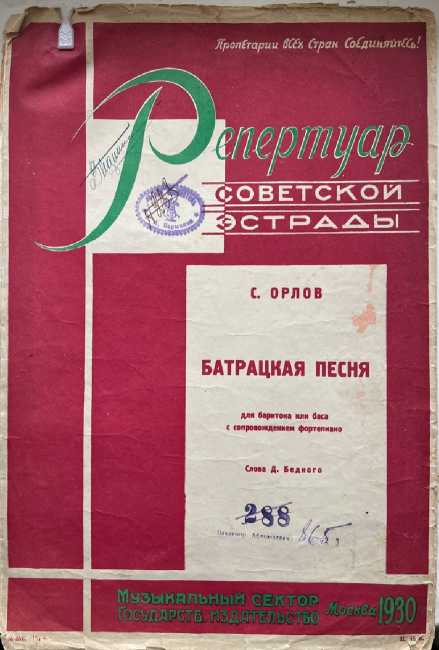 Пролетарии всех стран соединяйтесь!
Репертуар
СОВЕТСКОЙ
ЭСТРАДЫ
С. ОРЛОВ
БАТРАЦКАЯ ПЕСНЯ
для баритона или баса
с сопровождением фортепиано
Слова Д. Бедного
288
865
Музыкальный сектор
Государств. издательство
Москва 1930